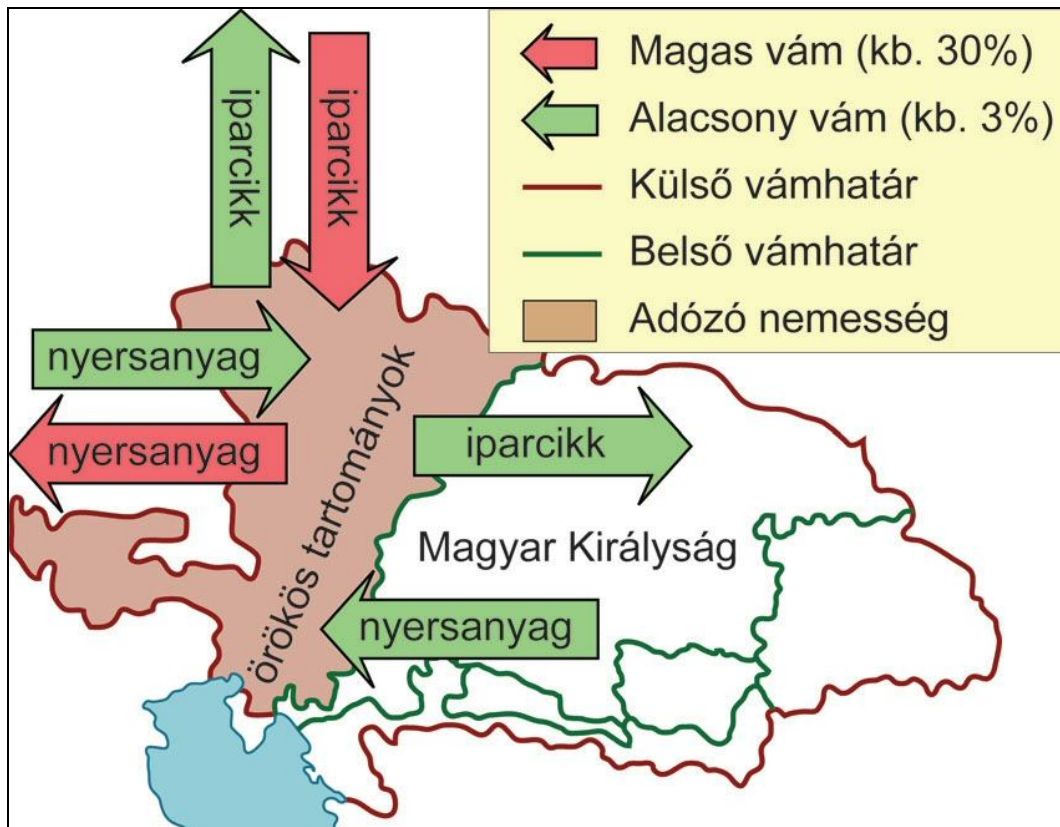 Magas vám (kb. 30%)
Alacsony vám (kb. 3%)
Külső vámhatár
Belső vámhatár
Adózó nemesség
iparcikk
iparcikk
nyersanyag
nyersanyag
örökös tartományok
iparcikk
Magyar Királyság
nyersanyag